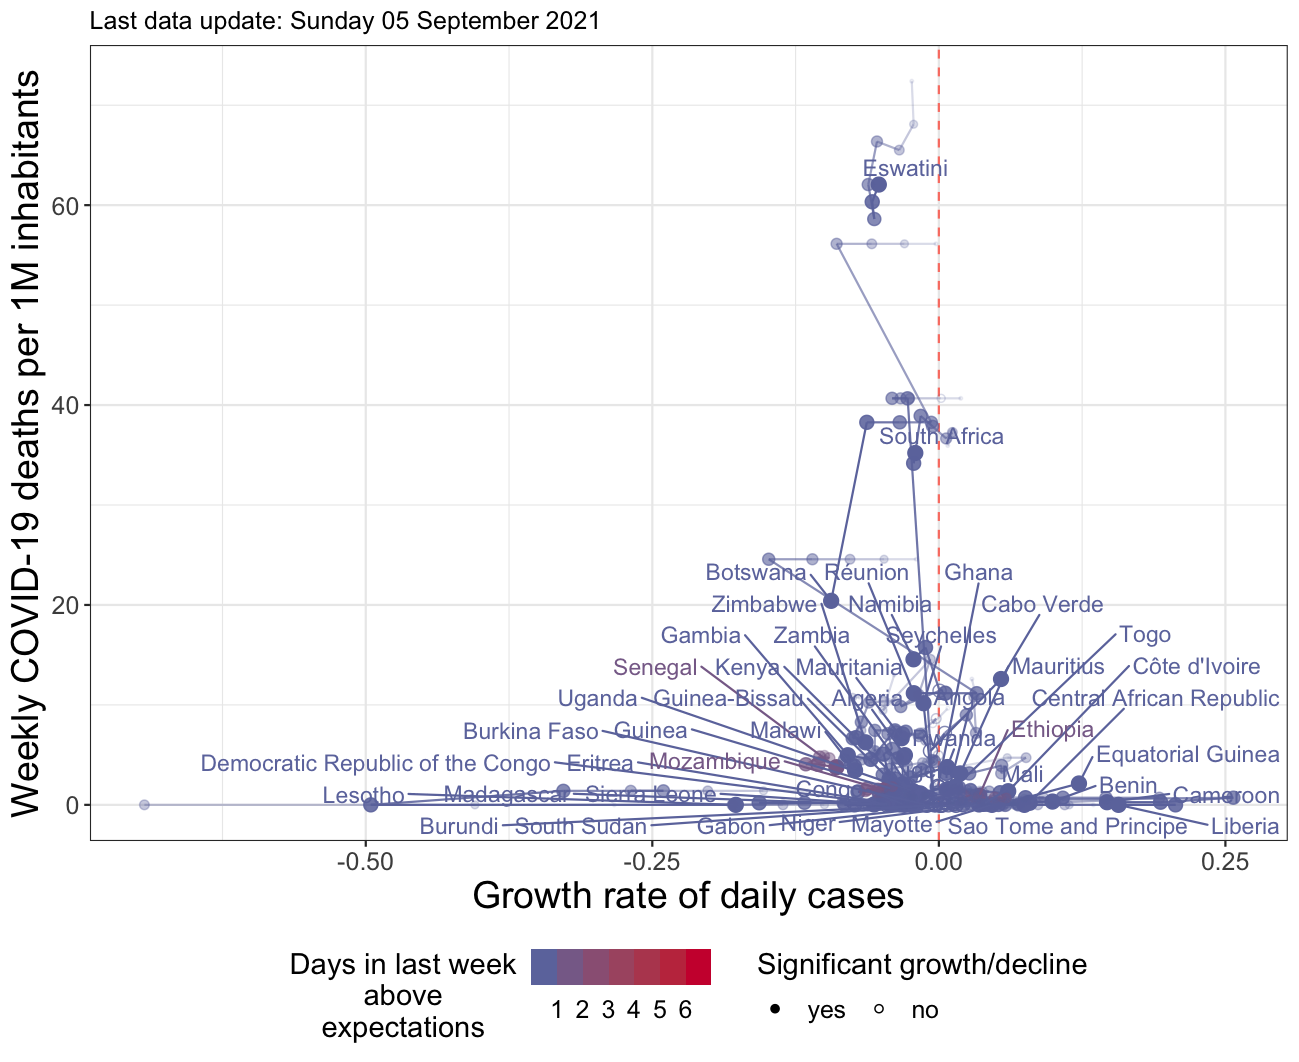 Last data update: Sunday 05 September 2021
Weekly COVID-19 deaths per 1M inhabitants
60
40
20
0
Eswatini
South Africa
Botswana Réunion Ghana
Zimbabwe Namibia Cabo Verde
Gambia Zambia Seychelles Togo
Senegal Kenya Mauritania Mauritius Côte d'Ivoire
Uganda Guinea-Bissau Algeria Angola Central African Republic
Burkina Faso Guinea Malawi Rwanda Ethiopia
Democratic Republic of the Congo Eritrea Mozambique Mali Equatorial Guinea
Lesotho Madagascar Sierra Leone Congo Benin Cameroon
Burundi South Sudan Gabon Niger Mayotte Sao Tome and Principe Liberia
-0.50 -0.25 0.00 0.25
Growth rate of daily cases
Days in last week
above
expectations
1 2 3 4 5 6
Significant growth/decline
yes no